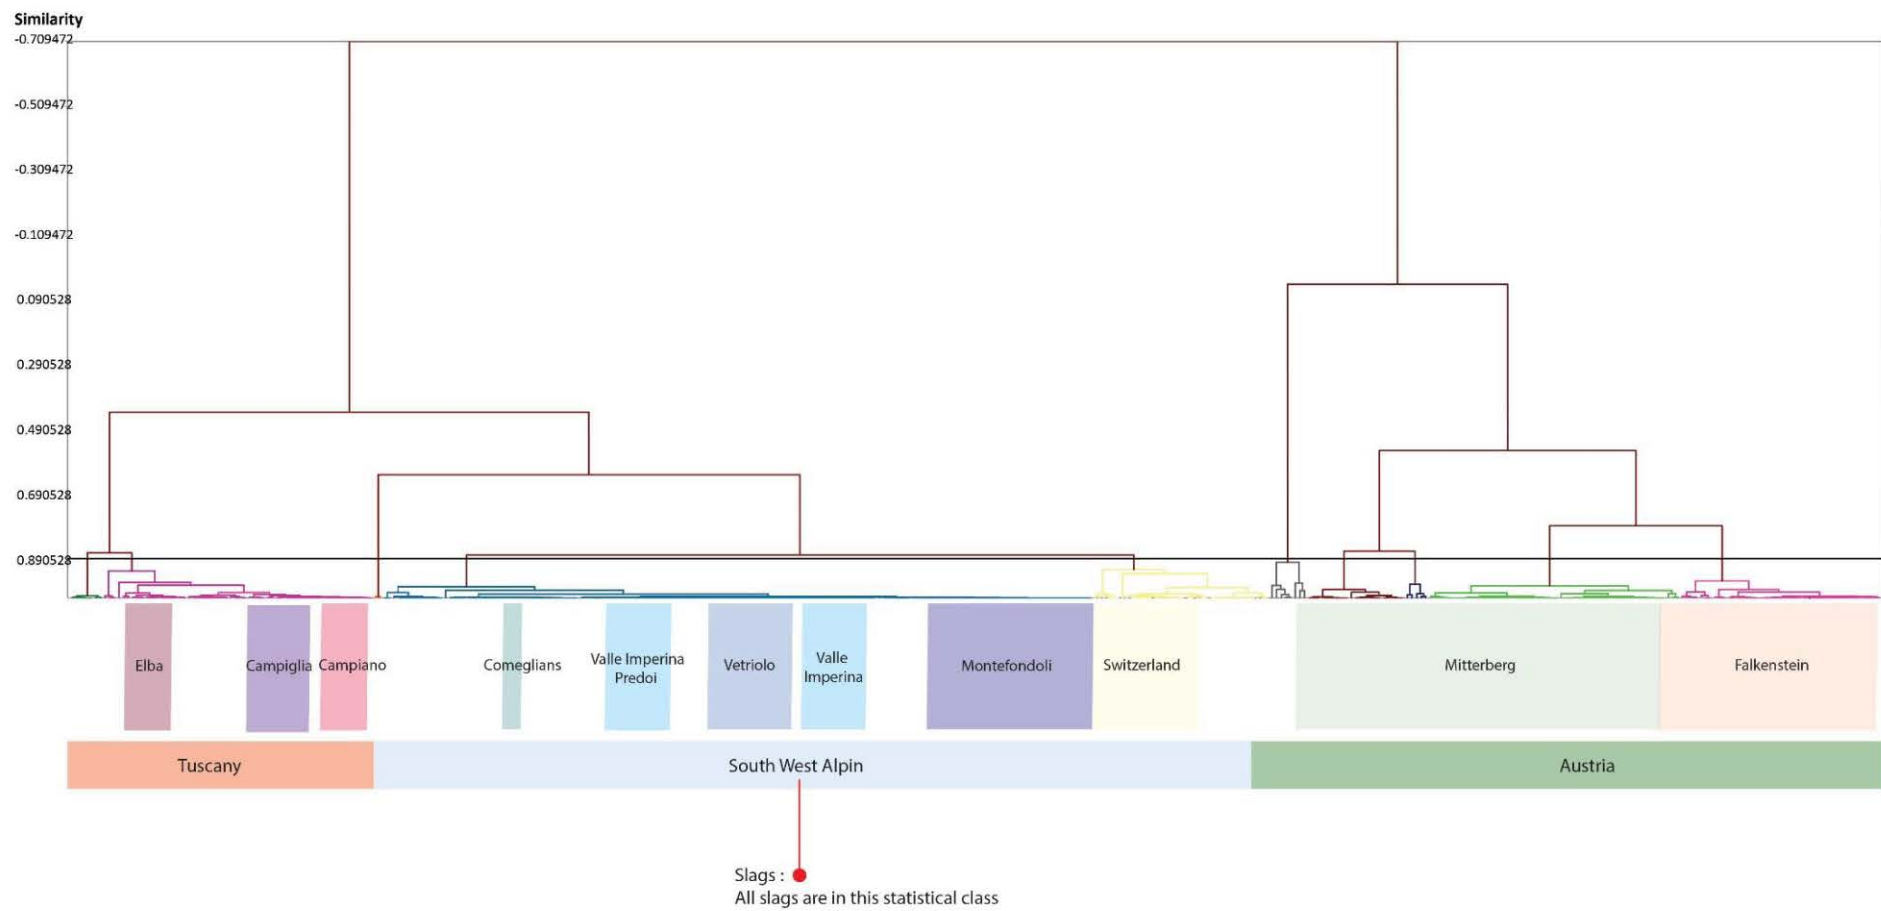 Similarity
-0.709472
-0.509472
-0.309472
-0.109472
0.090528
0.290528
0.490528
0.690528
0.890528
Elba
Campiglia
Campiano
Comeglians
Valle Imperina
Predoi
Vetriolo
Valle
Imperina
Montefondoli
Switzerland
Mitterberg
Falkenstein
Tuscany
South West Alpin
Austria
Slags :
All slags are in this statistical class